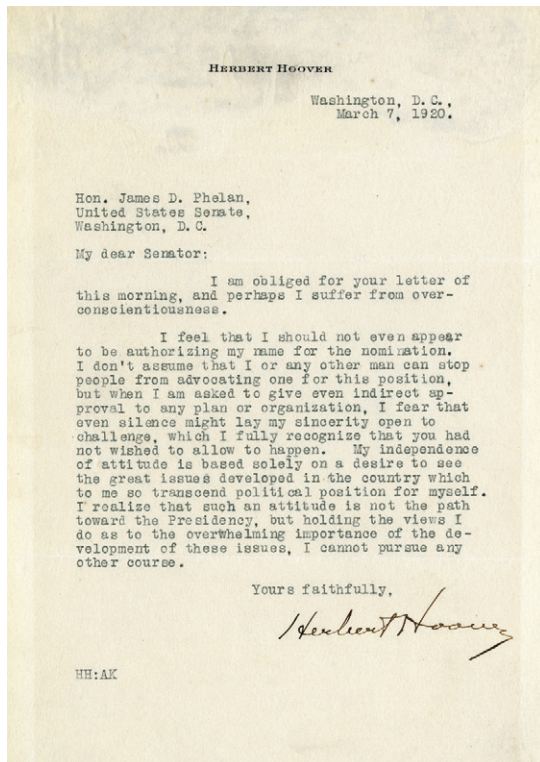 HERBERT HOOVER
Washington, D.C.,
March 7, 1920.
Hon. James D. Phelan,
United States Senate,
Washington, D.C.
My dear Senator:
I am obliged for your letter of
this morning, and perhaps I suffer from over-
conscientiousness.
I feel that I should not even appear
to be authorizing my name for the nomination.
I don't assume that I or any other man can stop
people from advocating one for this position,
but when I am asked to give even indirect ap-
proval to any plan or organization, I fear that
even silence might lay my sincerity open to
challenge, which I fully recognize that you had
not wished to allow to happen. My independence
of attitude is based solely on a desire to see
the great issues developed in the country which
to me so transcend political position for myself.
I realize that such an attitude is not the path
toward the Presidency, but holding the views I
do as to the overwhelming importance of the de-
velopment of these issues, I cannot pursue any
other course.
Yours faithfully,
Herbert Hoover
HH:AK